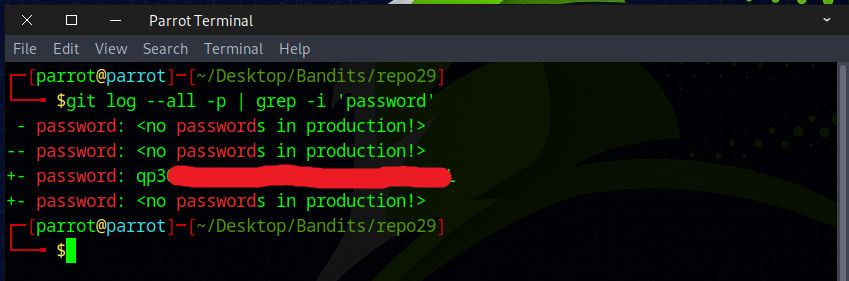 Parrot Terminal
File Edit View Search Terminal Help
[parrot@parrot]─[~/Desktop/Bandits/repo29]
$git log --all -p | grep -i 'password'
- password: <no passwords in production!>
-- password: <no passwords in production!>
+- password: qp3
+- password: <no passwords in production!>
[parrot@parrot]─[~/Desktop/Bandits/repo29]
$